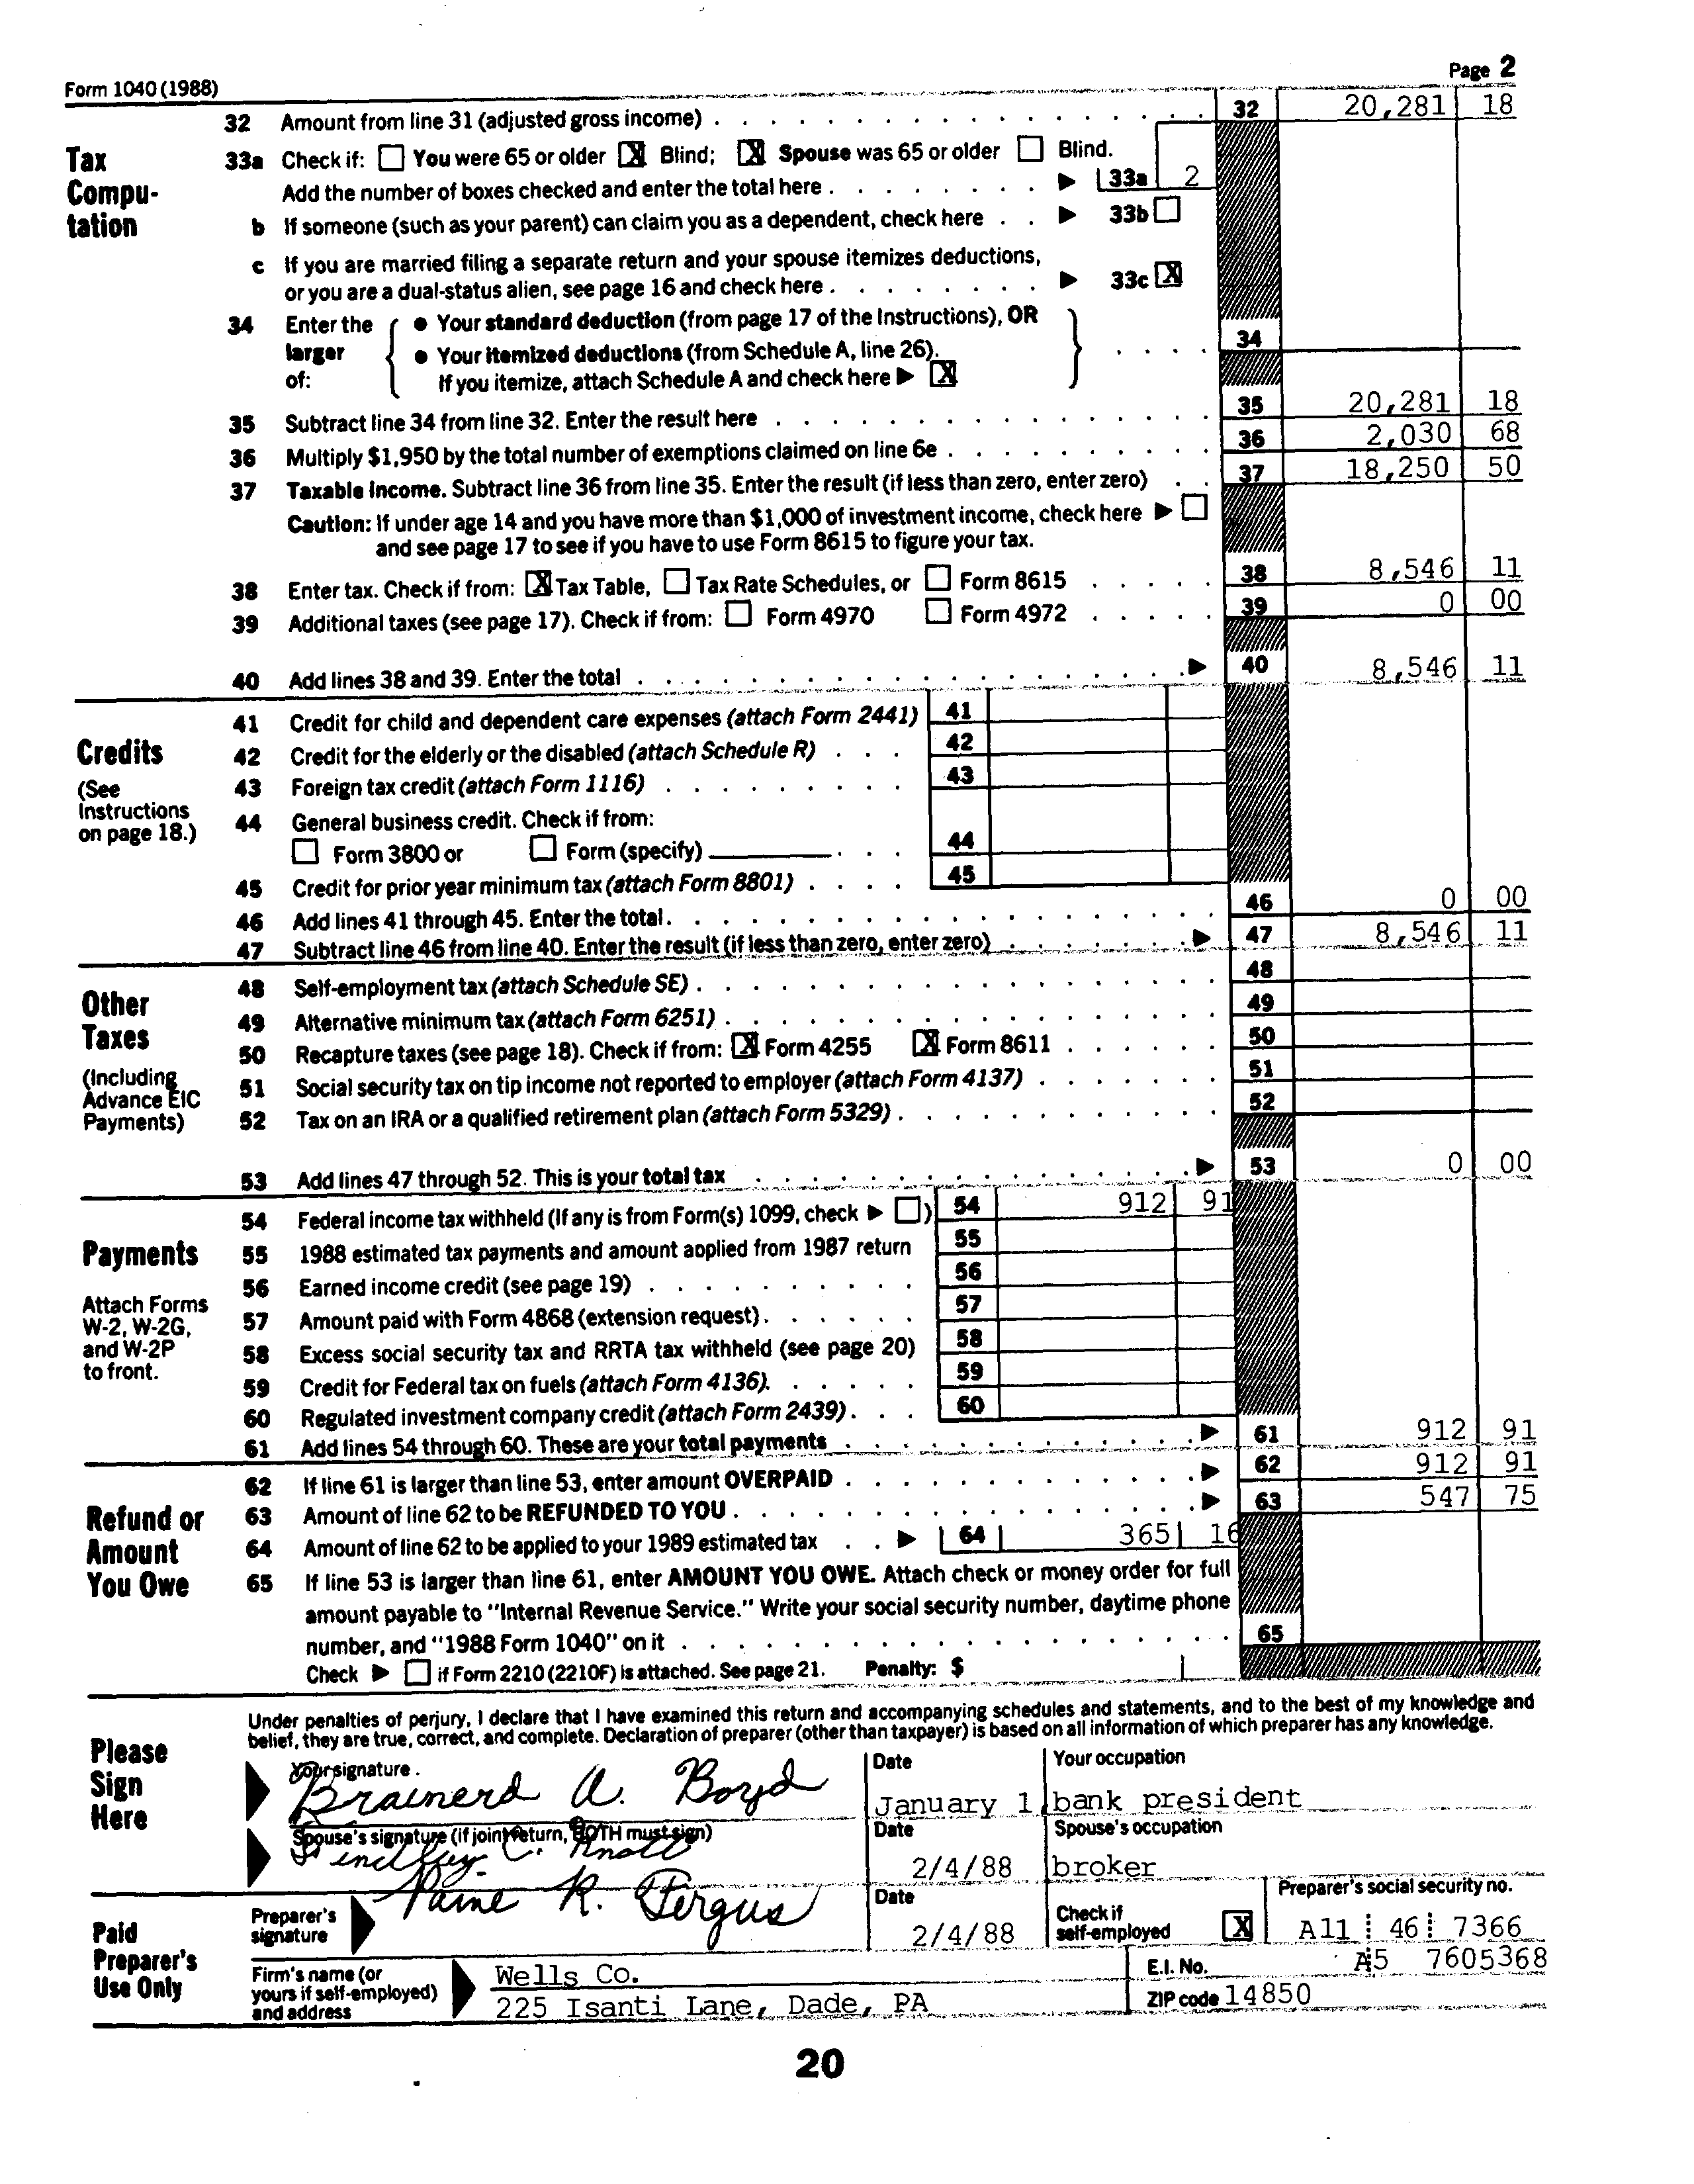 Form 1040 (1988) Page 2
32 Amount from line 31 (adjusted gross income) 32 20,281 18
Tax Compu- tation
33a Check if: You were 65 or older X Blind; X Spouse was 65 or older Blind.
Add the number of boxes checked and enter the total here 33a 2
b If someone (such as your parent) can claim you as a dependent, check here 33b
c If you are married filing a separate return and your spouse itemizes deductions,
or you are a dual-status alien, see page 16 and check here 33c X
34 Enter the larger of:
• Your standard deduction (from page 17 of the Instructions), OR
• Your itemized deductions (from Schedule A, line 26). 34
If you itemize, attach Schedule A and check here X
35 Subtract line 34 from line 32. Enter the result here 35 20,281 18
36 Multiply $1,950 by the total number of exemptions claimed on line 6e 36 2,030 68
37 Taxable income. Subtract line 36 from line 35. Enter the result (if less than zero, enter zero) 37 18,250 50
Caution: If under age 14 and you have more than $1,000 of investment income, check here
and see page 17 to see if you have to use Form 8615 to figure your tax.
38 Enter tax. Check if from: X Tax Table, Tax Rate Schedules, or Form 8615 38 8,546 11
39 Additional taxes (see page 17). Check if from: Form 4970 Form 4972 39 0 00
40 Add lines 38 and 39. Enter the total 40 8,546 11
Credits
(See Instructions on page 18.)
41 Credit for child and dependent care expenses (attach Form 2441) 41
42 Credit for the elderly or the disabled (attach Schedule R) 42
43 Foreign tax credit (attach Form 1116) 43
44 General business credit. Check if from:
Form 3800 or Form (specify) 44
45 Credit for prior year minimum tax (attach Form 8801) 45
46 Add lines 41 through 45. Enter the total 46 0 00
47 Subtract line 46 from line 40. Enter the result (if less than zero, enter zero) 47 8,546 11
Other Taxes
(Including Advance EIC Payments)
48 Self-employment tax (attach Schedule SE) 48
49 Alternative minimum tax (attach Form 6251) 49
50 Recapture taxes (see page 18). Check if from: X Form 4255 X Form 8611 50
51 Social security tax on tip income not reported to employer (attach Form 4137) 51
52 Tax on an IRA or a qualified retirement plan (attach Form 5329) 52
53 Add lines 47 through 52. This is your total tax 53 0 00
Payments
Attach Forms W-2, W-2G, and W-2P to front.
54 Federal income tax withheld (If any is from Form(s) 1099, check ) 54 912 91
55 1988 estimated tax payments and amount applied from 1987 return 55
56 Earned income credit (see page 19) 56
57 Amount paid with Form 4868 (extension request) 57
58 Excess social security tax and RRTA tax withheld (see page 20) 58
59 Credit for Federal tax on fuels (attach Form 4136) 59
60 Regulated investment company credit (attach Form 2439) 60
61 Add lines 54 through 60. These are your total payments 61 912 91
Refund or Amount You Owe
62 If line 61 is larger than line 53, enter amount OVERPAID 62 912 91
63 Amount of line 62 to be REFUNDED TO YOU 63 547 75
64 Amount of line 62 to be applied to your 1989 estimated tax 64 365 16
65 If line 53 is larger than line 61, enter AMOUNT YOU OWE. Attach check or money order for full
amount payable to "Internal Revenue Service." Write your social security number, daytime phone
number, and "1988 Form 1040" on it 65
Check if Form 2210 (2210F) is attached. See page 21. Penalty: $
Please Sign Here
Under penalties of perjury, I declare that I have examined this return and accompanying schedules and statements, and to the best of my knowledge and
belief, they are true, correct, and complete. Declaration of preparer (other than taxpayer) is based on all information of which preparer has any knowledge.
Your signature Date Your occupation
Brainerd A. Boyd January 1 bank president
Spouse's signature (if joint return, BOTH must sign) Date Spouse's occupation
Lindsay C. Knoll 2/4/88 broker
Paid Preparer's Use Only
Preparer's signature Paine R. Fergus Date 2/4/88 Check if self-employed X Preparer's social security no. A11 46 7366
Firm's name (or yours if self-employed) and address Wells Co. E.I. No. A5 7605368
225 Isanti Lane, Dade, PA ZIP code 14850
20